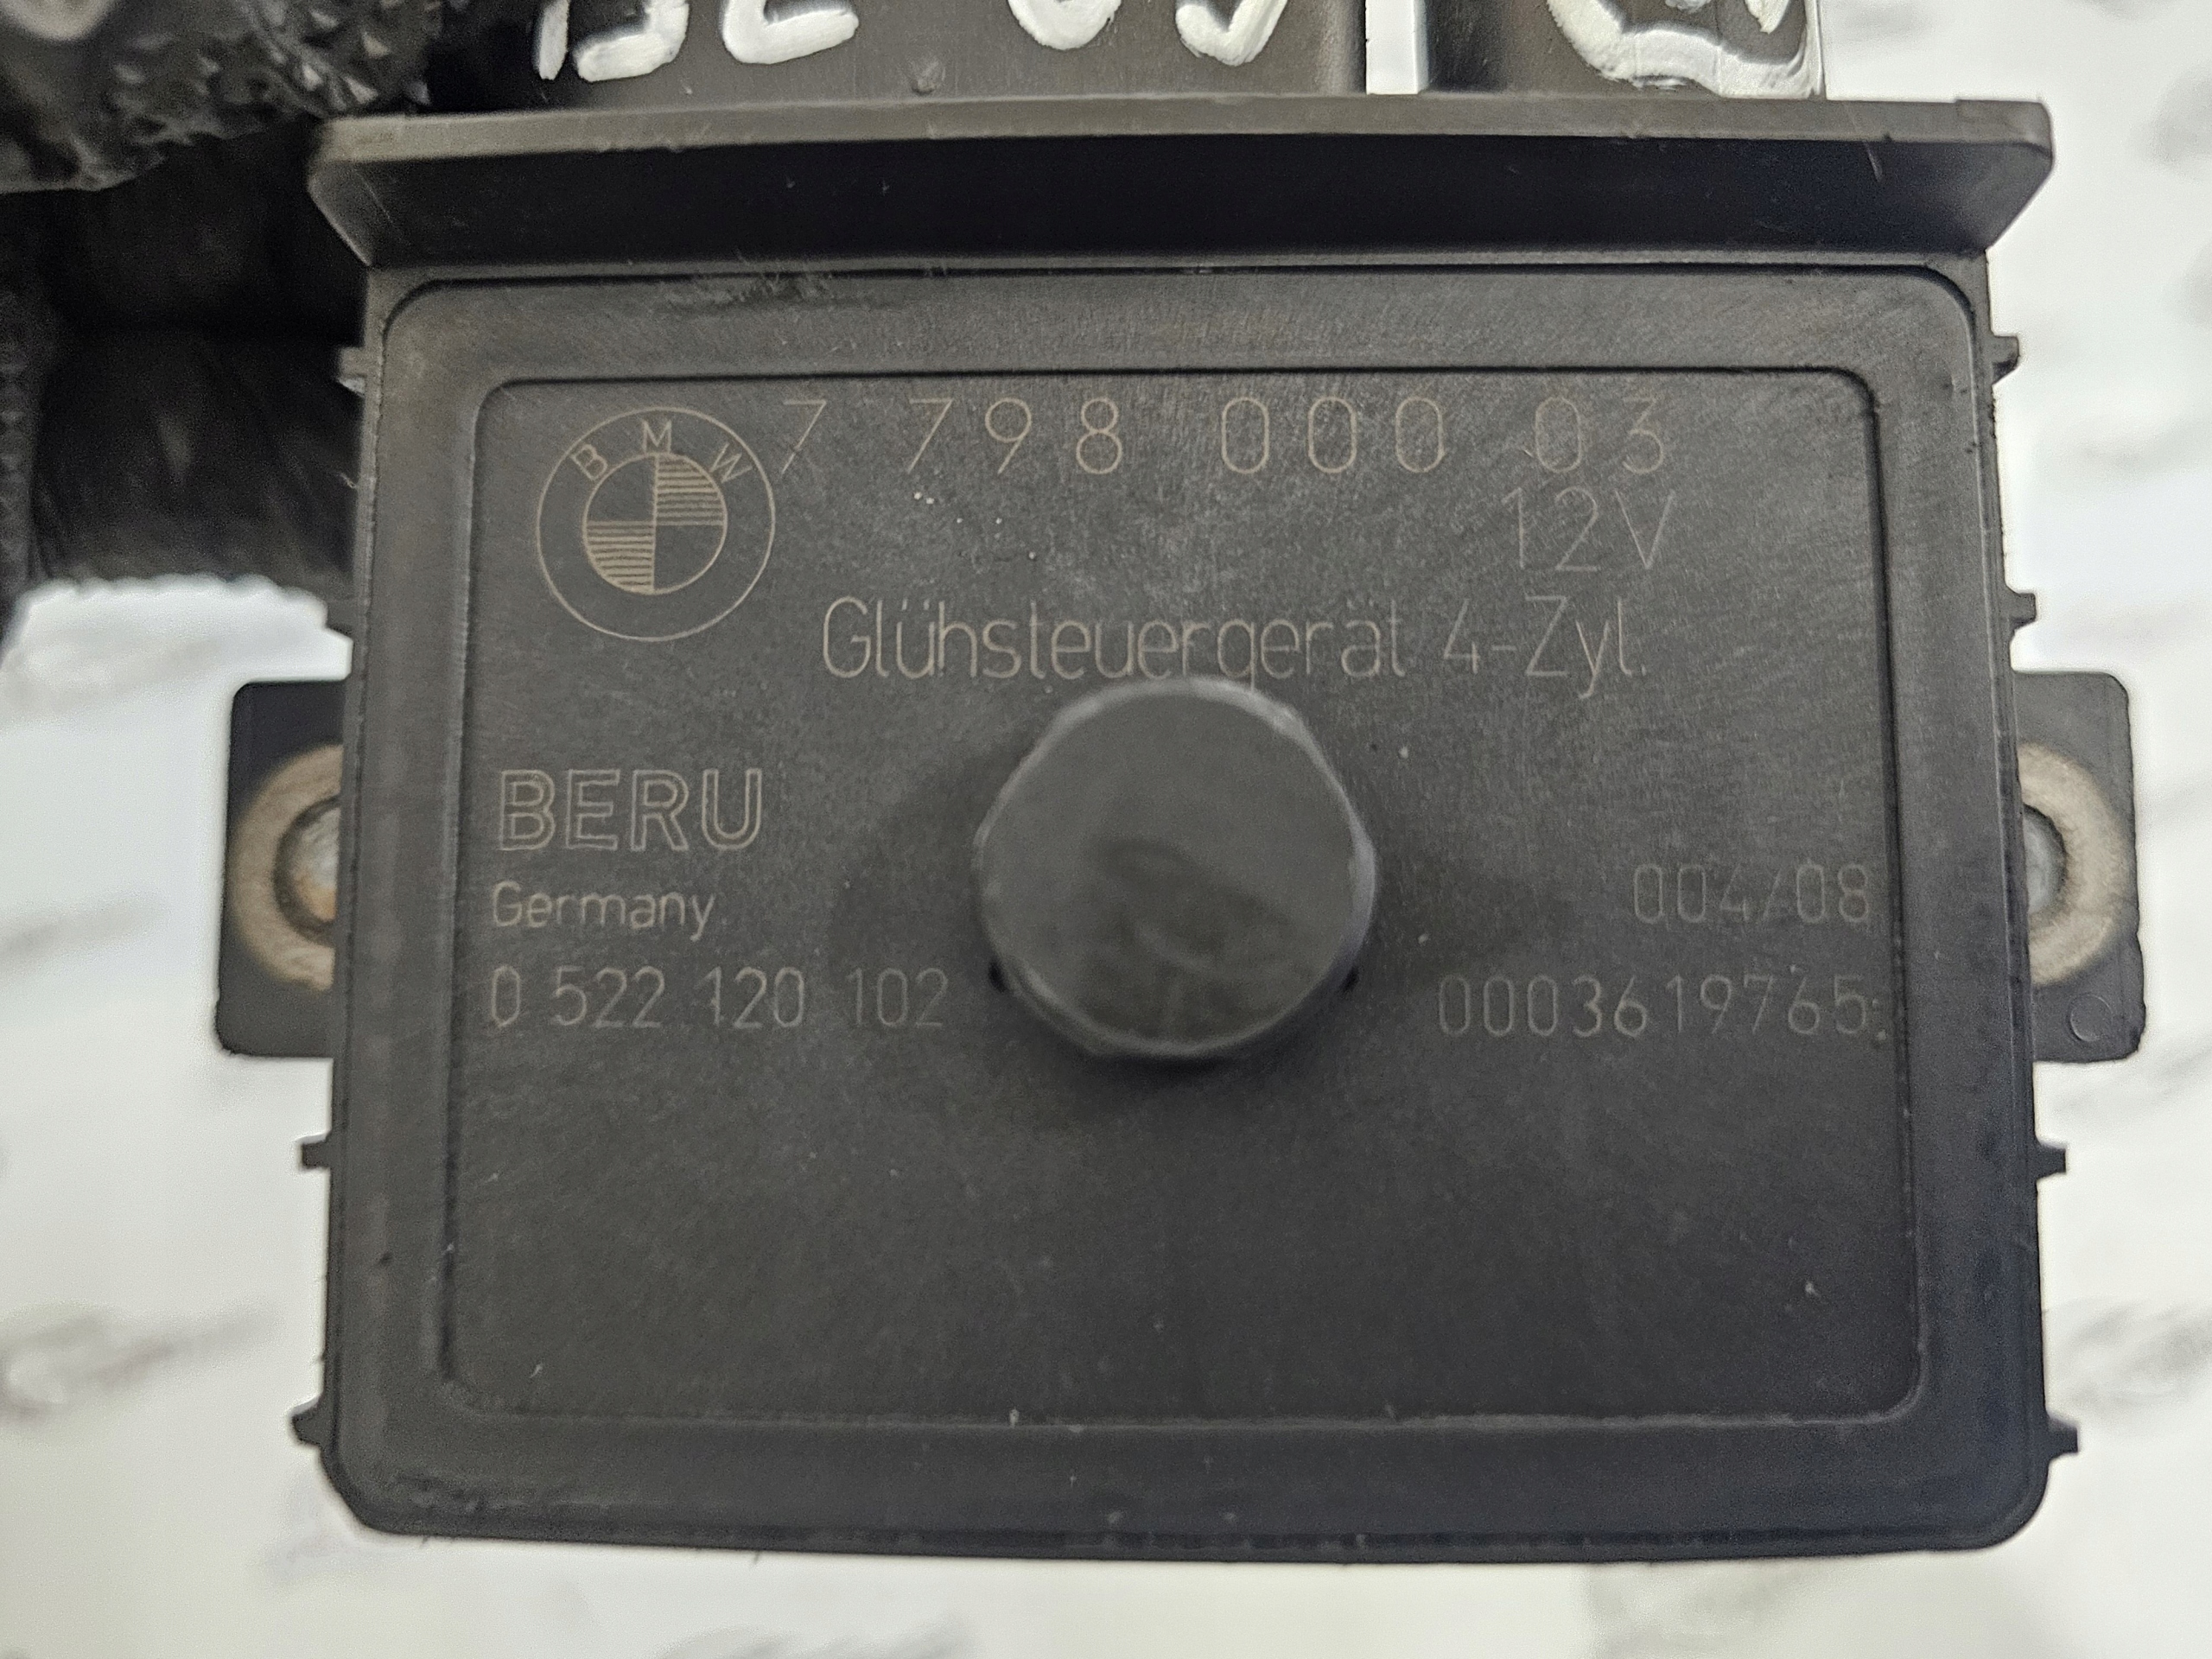 BMW
7 798 000 03
12V
Glühsteuergerät 4-Zyl.
BERU
Germany
004/08
0 522 120 102
0003619765